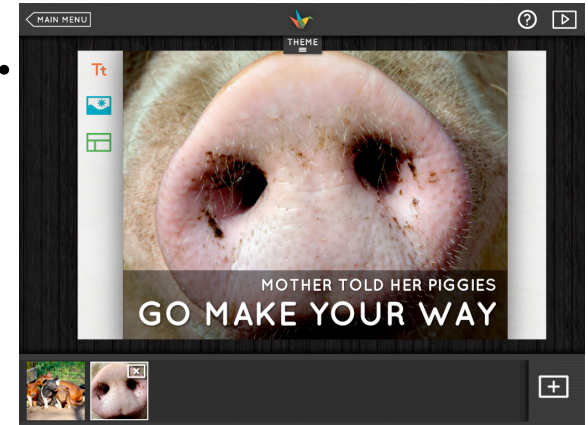 MAIN MENU
?
THEME
Tt
MOTHER TOLD HER PIGGIES
GO MAKE YOUR WAY